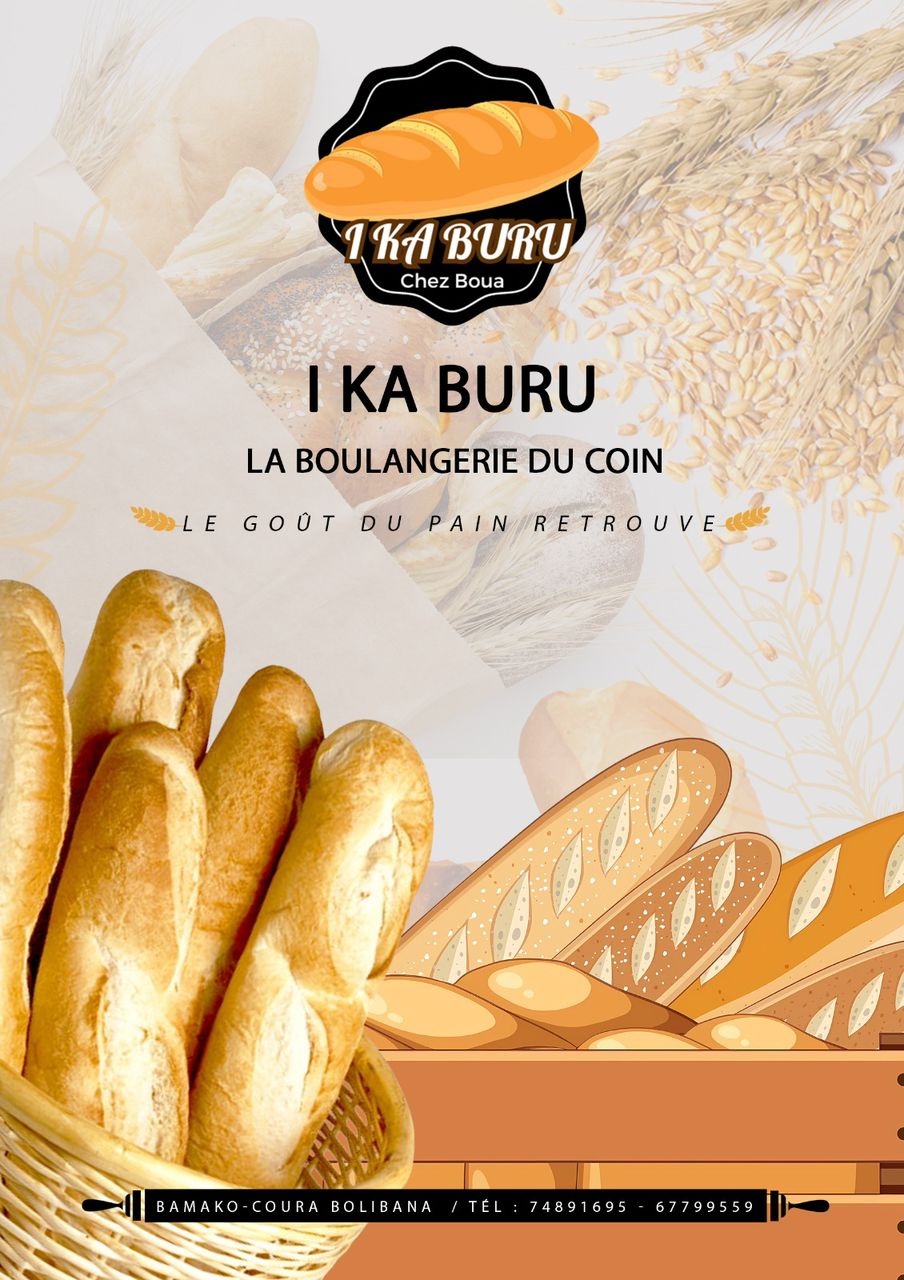 I KA BURU
Chez Boua
I KA BURU
LA BOULANGERIE DU COIN
LE GOÛT DU PAIN RETROUVE
BAMAKO-COURA BOLIBANA / TÉL : 74891695 - 67799559